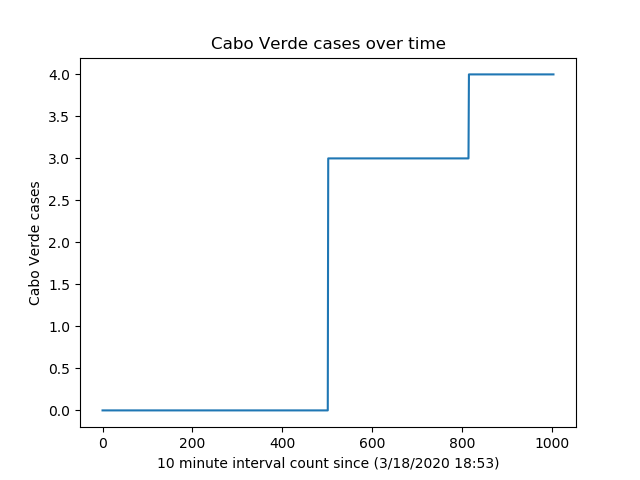 Cabo Verde cases over time
Cabo Verde cases
4.0
3.5
3.0
2.5
2.0
1.5
1.0
0.5
0.0
0 200 400 600 800 1000
10 minute interval count since (3/18/2020 18:53)